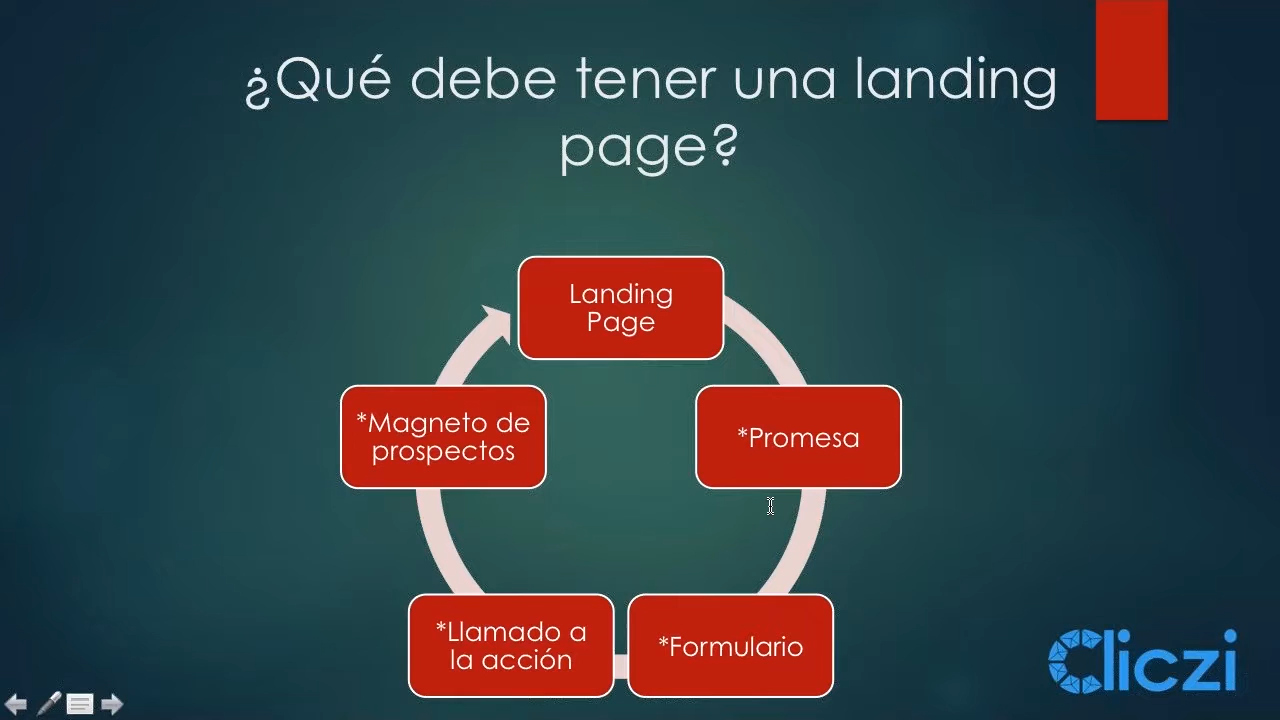 ¿Qué debe tener una landing
page?
Landing
Page
*Promesa
*Formulario
*Llamado a
la acción
*Magneto de
prospectos
Cliczi